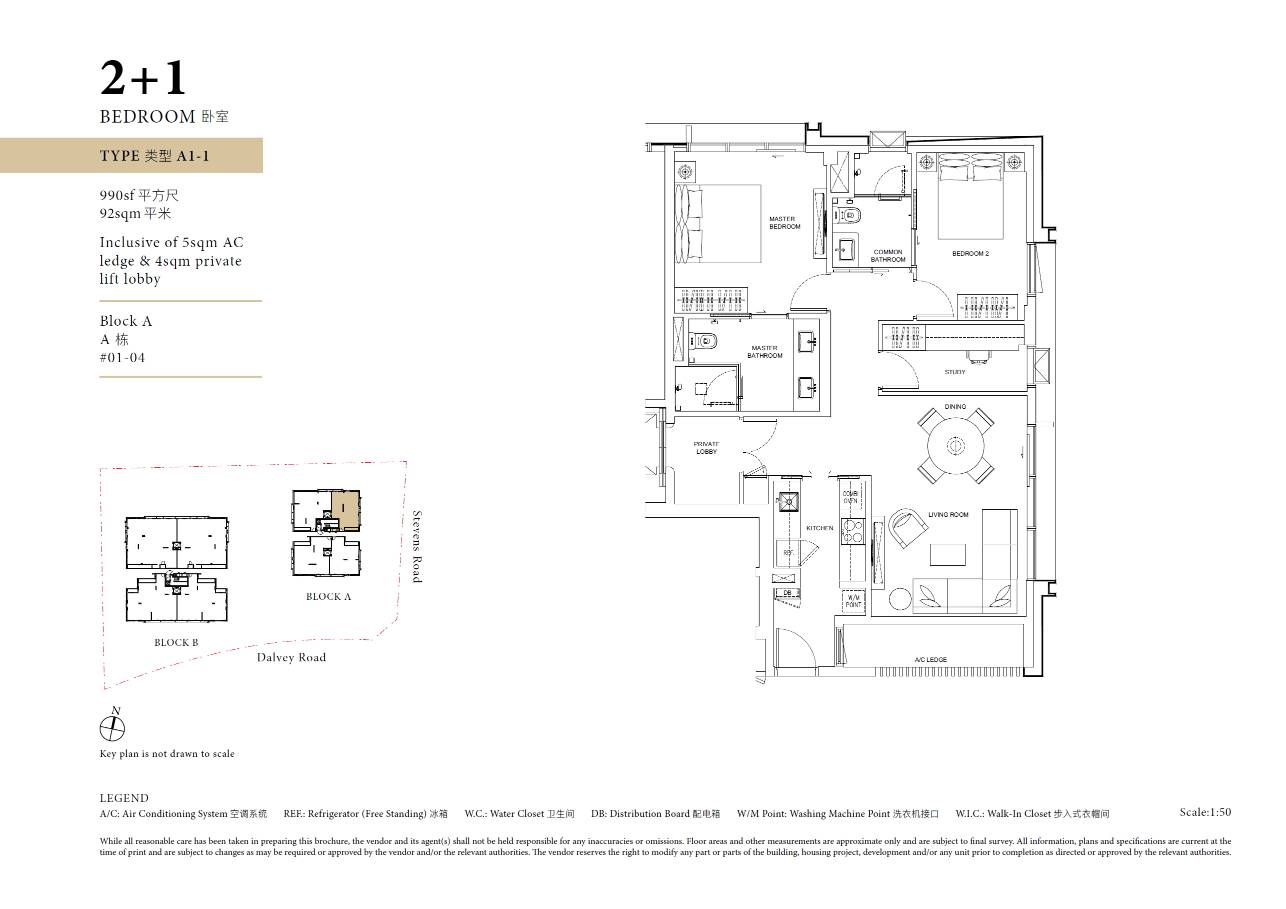 2+1
BEDROOM 卧室
TYPE 类型 A1-1
990sf 平方尺
92sqm 平米
Inclusive of 5sqm AC
ledge & 4sqm private
lift lobby
Block A
A 栋
#01-04
MASTER
BEDROOM
COMMON
BATHROOM
BEDROOM 2
MASTER
BATHROOM
STUDY
DINING
PRIVATE
LOBBY
COMBI
OVEN
LIVING ROOM
KITCHEN
REF.
DB
W/M
POINT
A/C LEDGE
Stevens Road
BLOCK A
BLOCK B
Dalvey Road
N
Key plan is not drawn to scale
LEGEND
A/C: Air Conditioning System 空调系统 REF.: Refrigerator (Free Standing) 冰箱 W.C.: Water Closet 卫生间 DB: Distribution Board 配电箱 W/M Point: Washing Machine Point 洗衣机接口 W.I.C.: Walk-In Closet 步入式衣帽间
Scale:1:50
While all reasonable care has been taken in preparing this brochure, the vendor and its agent(s) shall not be held responsible for any inaccuracies or omissions. Floor areas and other measurements are approximate only and are subject to final survey. All information, plans and specifications are current at the
time of print and are subject to changes as may be required or approved by the vendor and/or the relevant authorities. The vendor reserves the right to modify any part or parts of the building, housing project, development and/or any unit prior to completion as directed or approved by the relevant authorities.